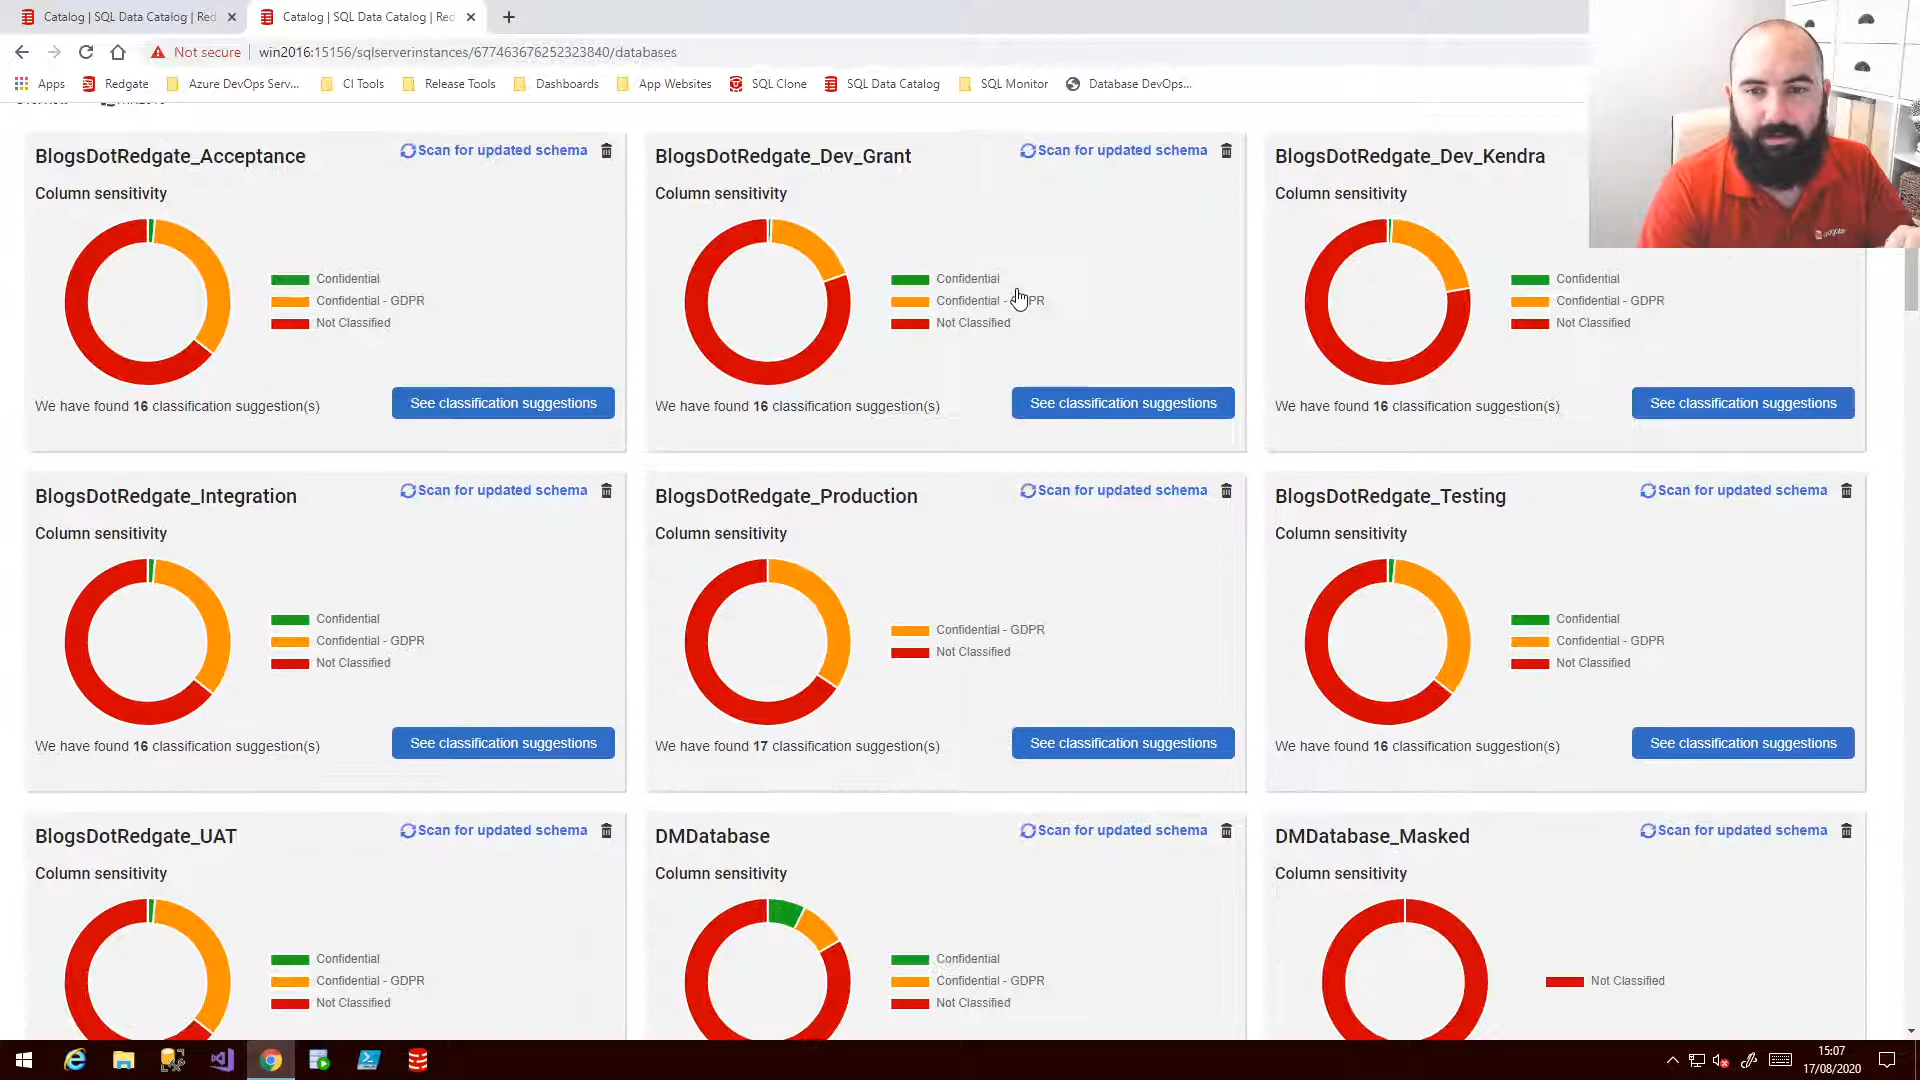 Catalog | SQL Data Catalog | Red
Catalog | SQL Data Catalog | Red
Not secure
win2016:15156/sqlserverinstances/677463676252323840/databases
Apps
Redgate
Azure DevOps Serv...
CI Tools
Release Tools
Dashboards
App Websites
SQL Clone
SQL Data Catalog
SQL Monitor
Database DevOps...
BlogsDotRedgate_Acceptance
Scan for updated schema
Column sensitivity
Confidential
Confidential - GDPR
Not Classified
We have found 16 classification suggestion(s)
See classification suggestions
BlogsDotRedgate_Dev_Grant
Scan for updated schema
Column sensitivity
Confidential
Confidential - GDPR
Not Classified
We have found 16 classification suggestion(s)
See classification suggestions
BlogsDotRedgate_Dev_Kendra
Column sensitivity
Confidential
Confidential - GDPR
Not Classified
We have found 16 classification suggestion(s)
See classification suggestions
redgate
BlogsDotRedgate_Integration
Scan for updated schema
Column sensitivity
Confidential
Confidential - GDPR
Not Classified
We have found 16 classification suggestion(s)
See classification suggestions
BlogsDotRedgate_Production
Scan for updated schema
Column sensitivity
Confidential - GDPR
Not Classified
We have found 17 classification suggestion(s)
See classification suggestions
BlogsDotRedgate_Testing
Scan for updated schema
Column sensitivity
Confidential
Confidential - GDPR
Not Classified
We have found 16 classification suggestion(s)
See classification suggestions
BlogsDotRedgate_UAT
Scan for updated schema
Column sensitivity
Confidential
Confidential - GDPR
Not Classified
DMDatabase
Scan for updated schema
Column sensitivity
Confidential
Confidential - GDPR
Not Classified
DMDatabase_Masked
Scan for updated schema
Column sensitivity
Not Classified
15:07
17/08/2020